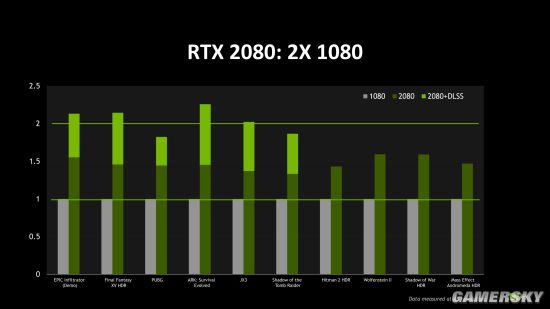 RTX 2080: 2X 1080
2.5
1080 2080 2080+DLSS
2
1.5
1
0.5
0
EPIC Infiltrator
(Demo)
Final Fantasy
XV HDR
PUBG
ARK: Survival
Evolved
JX3
Shadow of the
Tomb Raider
Hitman 2 HDR
Wolfenstein II
Shadow of War
HDR
Mass Effect
Andromeda HDR
Data measured at
GAMERSKY